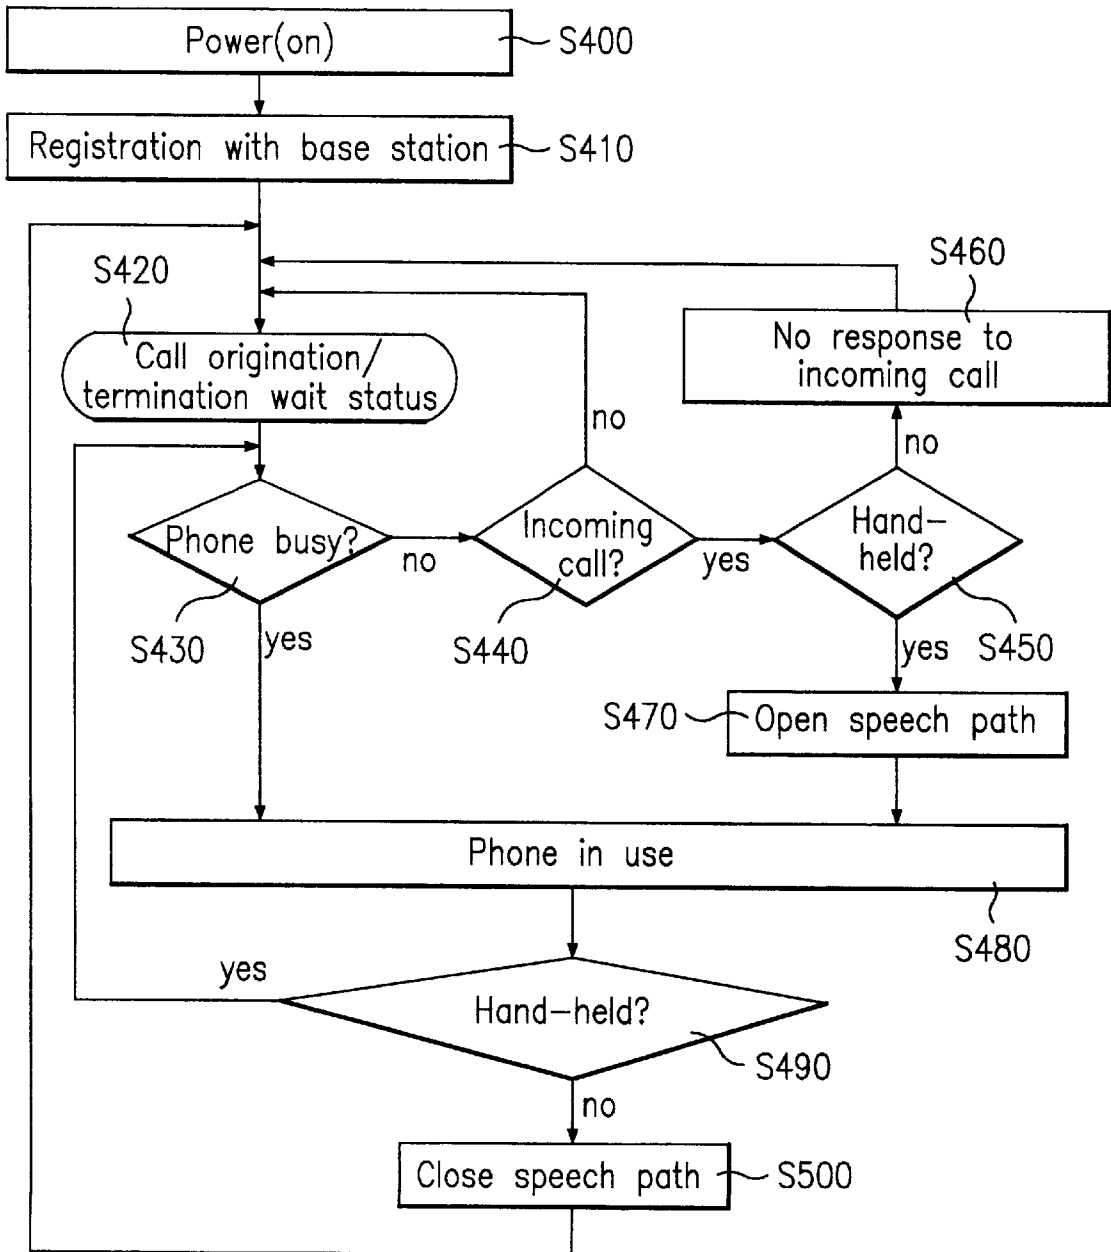 Power(on)
S400
Registration with base station
S410
S420
S460
Call origination/
termination wait status
No response to
incoming call
no
no
Phone busy?
no
Incoming
call?
yes
Hand-
held?
S430
yes
S440
yes
S450
S470
Open speech path
Phone in use
S480
yes
Hand-held?
S490
no
Close speech path
S500